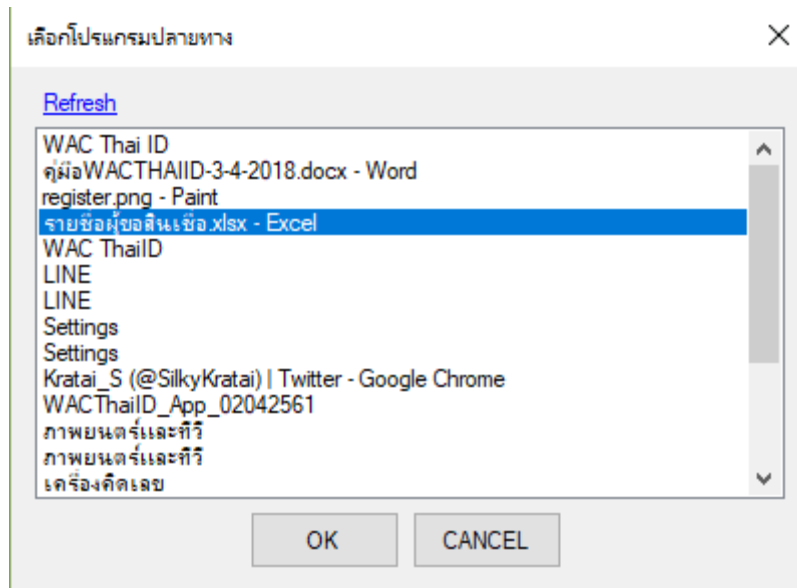 เลือกโปรแกรมปลายทาง
Refresh
WAC Thai ID
คู่มือWACTHAIID-3-4-2018.docx - Word
register.png - Paint
รายชื่อผู้ขอสินเชื่อ.xlsx - Excel
WAC ThaiID
LINE
LINE
Settings
Settings
Kratai_S (@SilkyKratai) | Twitter - Google Chrome
WACThaiID_App_02042561
ภาพยนตร์และทีวี
ภาพยนตร์และทีวี
เครื่องคิดเลข
OK CANCEL